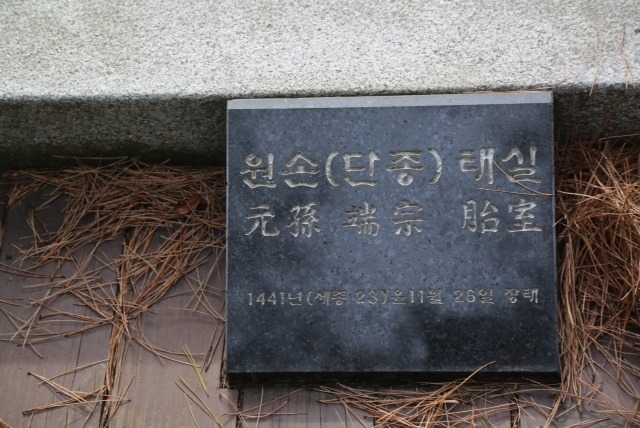 원손(단종) 태실
元孫 端宗 胎室
1441년(세종 23) 윤11월 26일 장태